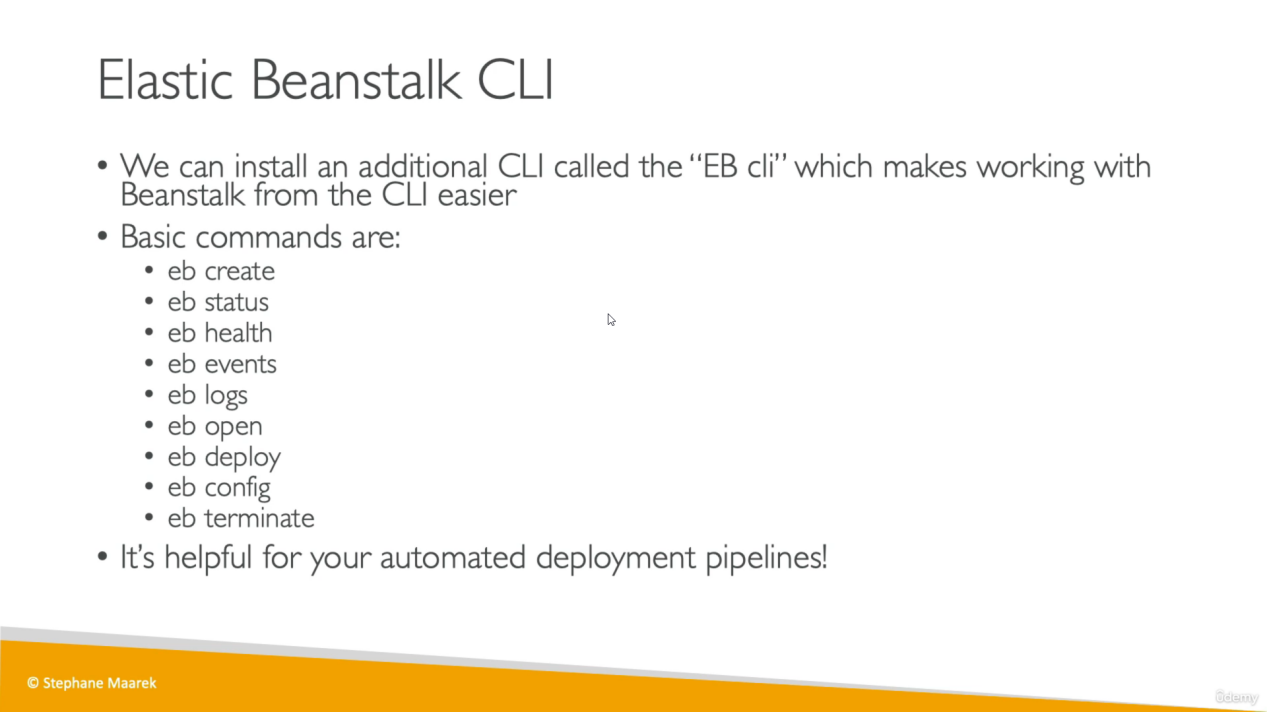 Elastic Beanstalk CLI
• We can install an additional CLI called the “EB cli” which makes working with
Beanstalk from the CLI easier
• Basic commands are:
• eb create
• eb status
• eb health
• eb events
• eb logs
• eb open
• eb deploy
• eb config
• eb terminate
• It’s helpful for your automated deployment pipelines!
© Stephane Maarek
ûdemy